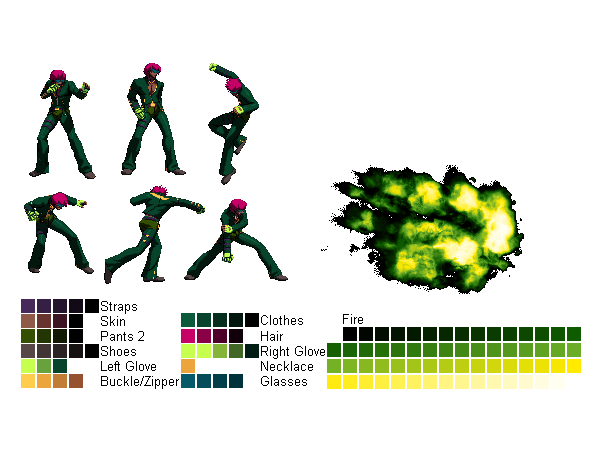 Straps
Skin
Pants 2
Shoes
Left Glove
Buckle/Zipper
Clothes
Hair
Right Glove
Necklace
Glasses
Fire